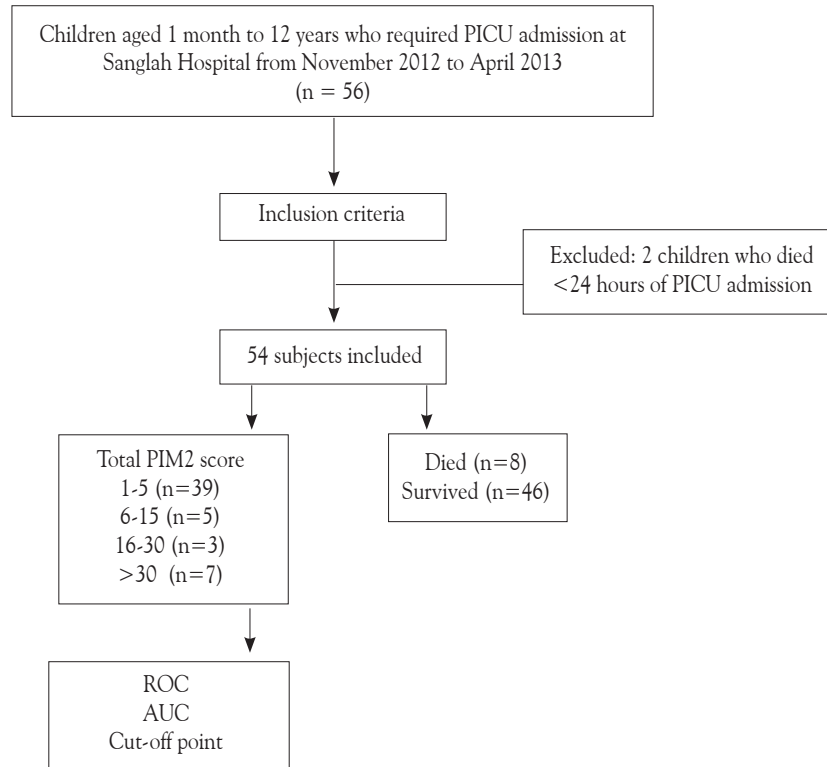 Children aged 1 month to 12 years who required PICU admission at
Sanglah Hospital from November 2012 to April 2013
(n = 56)
Inclusion criteria
Excluded: 2 children who died
<24 hours of PICU admission
54 subjects included
Total PIM2 score
1-5 (n=39)
6-15 (n=5)
16-30 (n=3)
>30 (n=7)
Died (n=8)
Survived (n=46)
ROC
AUC
Cut-off point